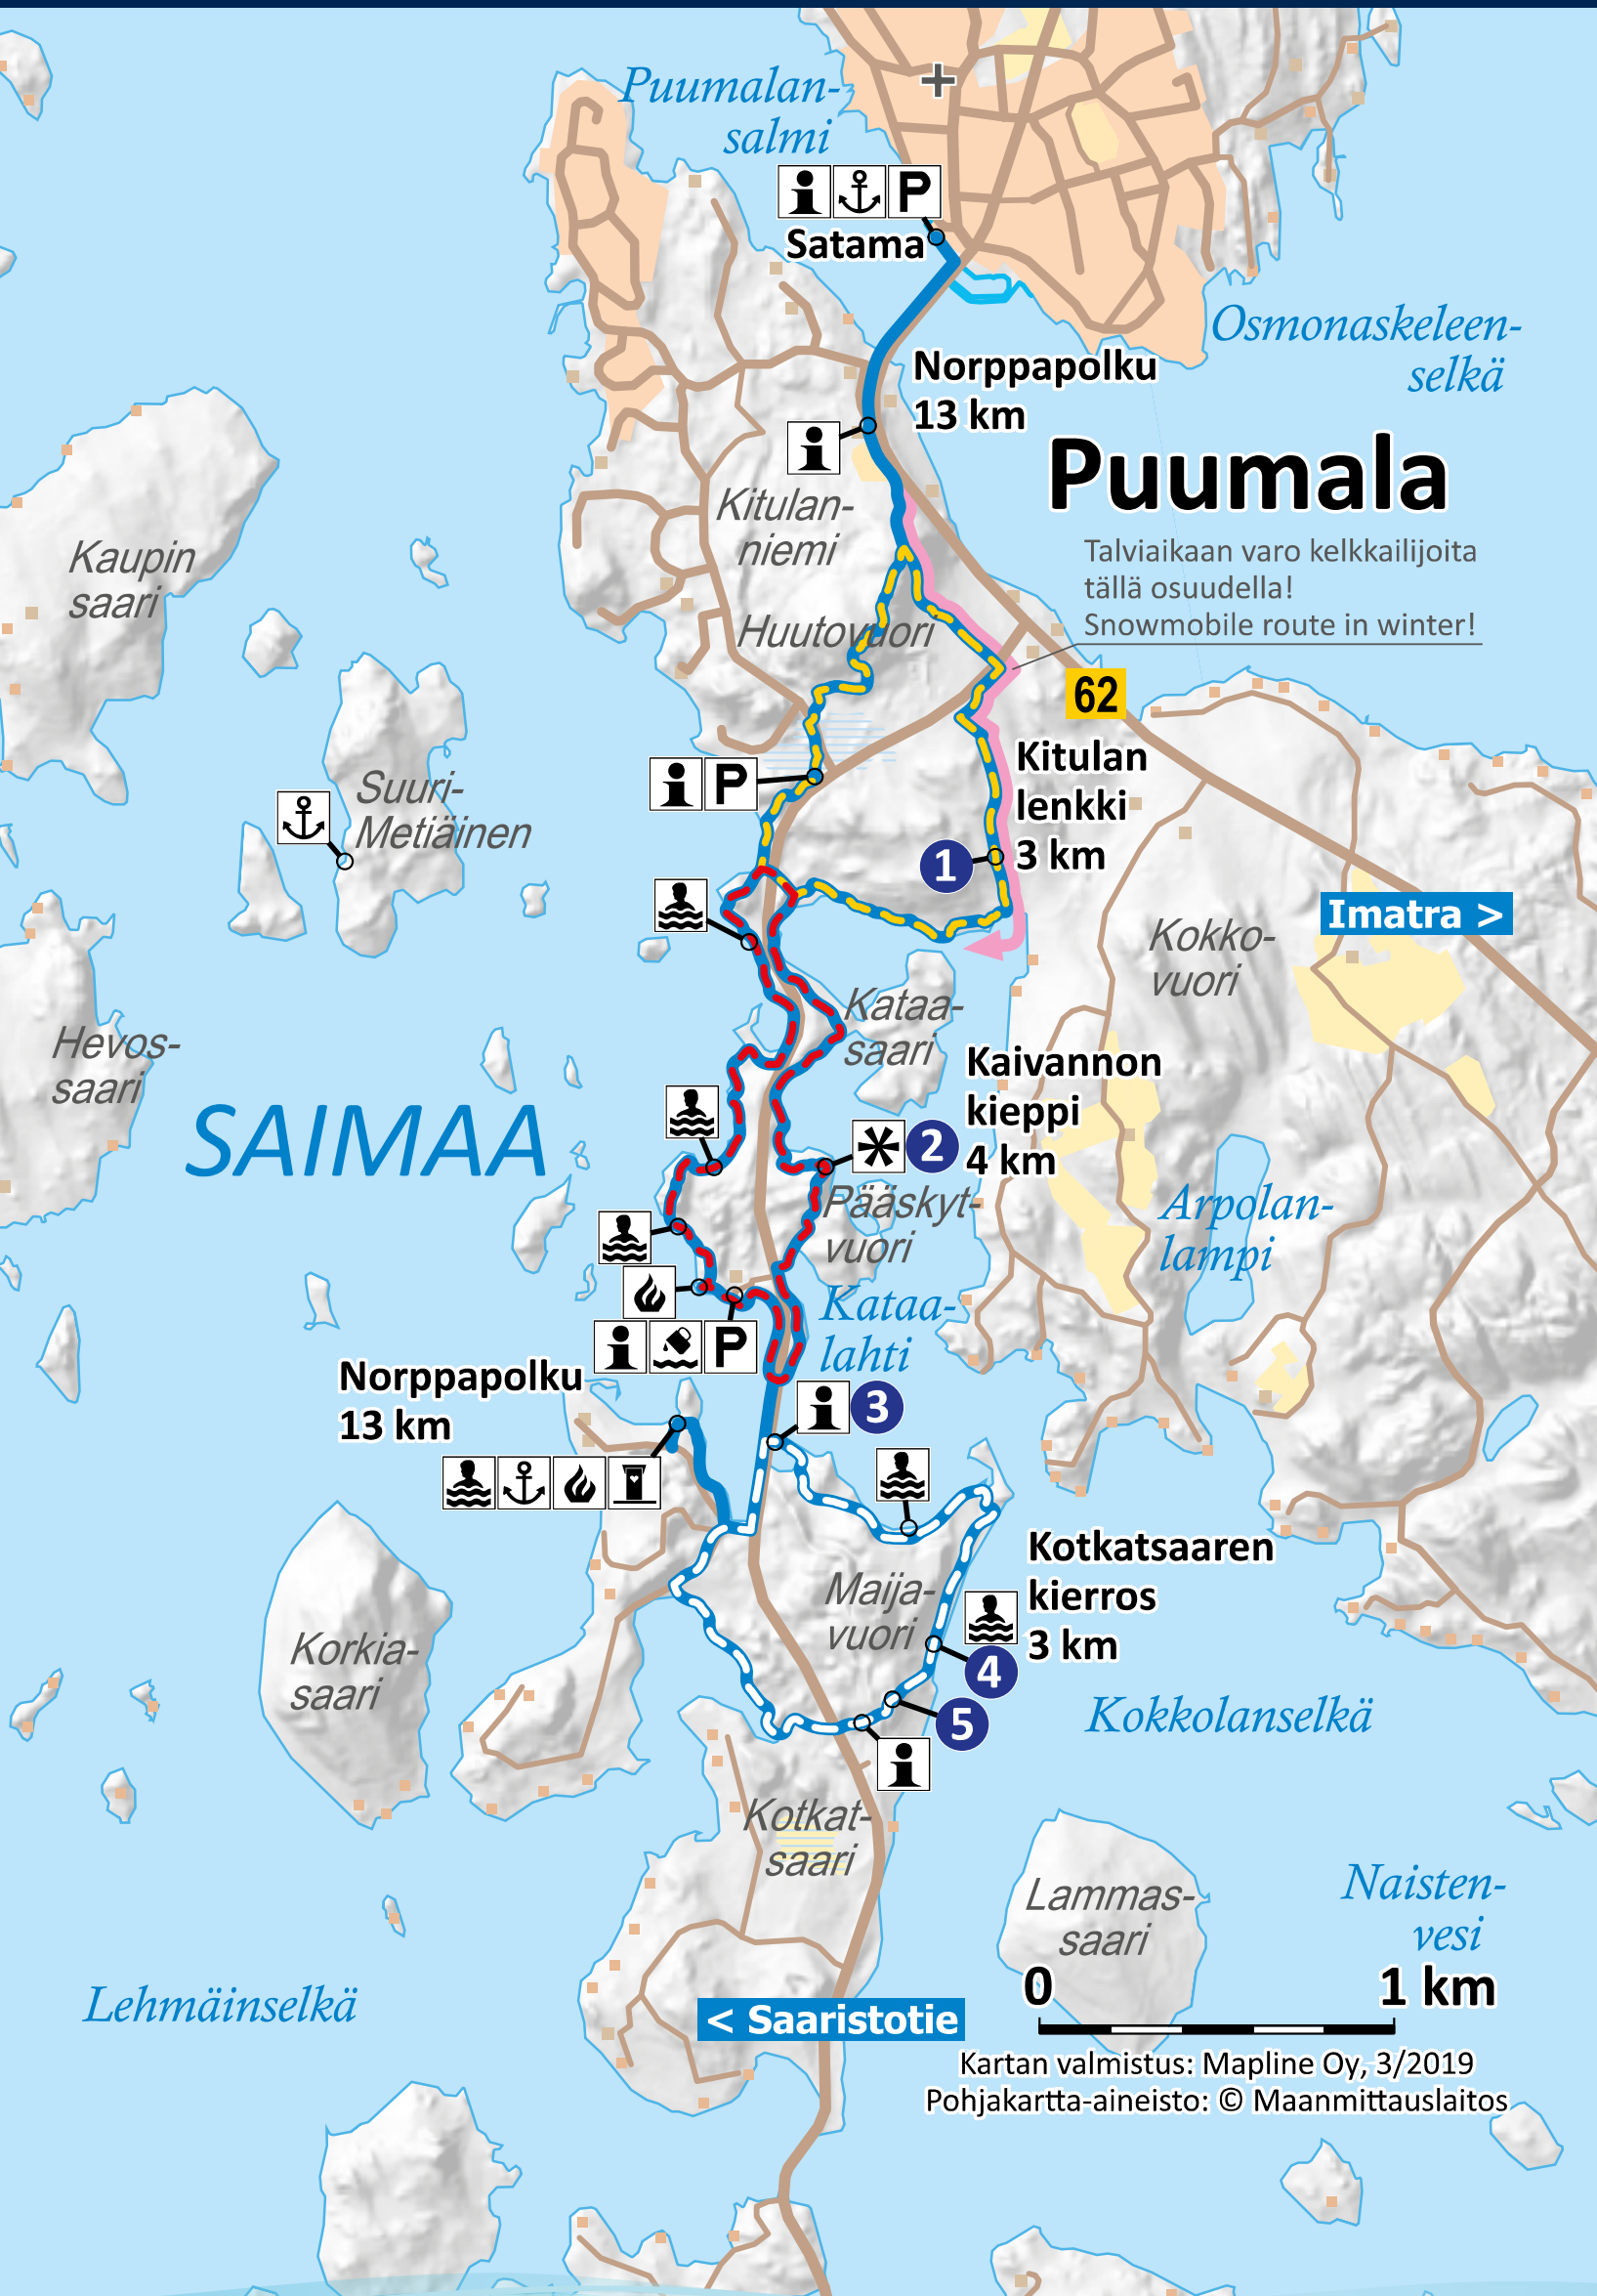 Puumalan-
salmi
P
Satama
Osmonaskeleen-
selkä
Norppapolku
13 km
Puumala
Kitulan-
niemi
Talviaikaan varo kelkkailijoita
tällä osuudella!
Snowmobile route in winter!
Kaupin
saari
Huutovuori
62
Kitulan
lenkki
3 km
P
Suuri-
Metiäinen
1
Imatra >
Kokko-
vuori
Kataa-
saari
Hevos-
saari
SAIMAA
Kaivannon
kieppi
4 km
2
Pääskyt-
vuori
Arpolan-
lampi
Kataa-
lahti
P
Norppapolku
13 km
3
Kotkatsaaren
kierros
3 km
Maija-
vuori
4
5
Korkia-
saari
Kokkolanselkä
Kotkat-
saari
Lammas-
saari
Naisten-
vesi
Lehmäinselkä
< Saaristotie
0 1 km
Kartan valmistus: Mapline Oy, 3/2019
Pohjakartta-aineisto: © Maanmittauslaitos